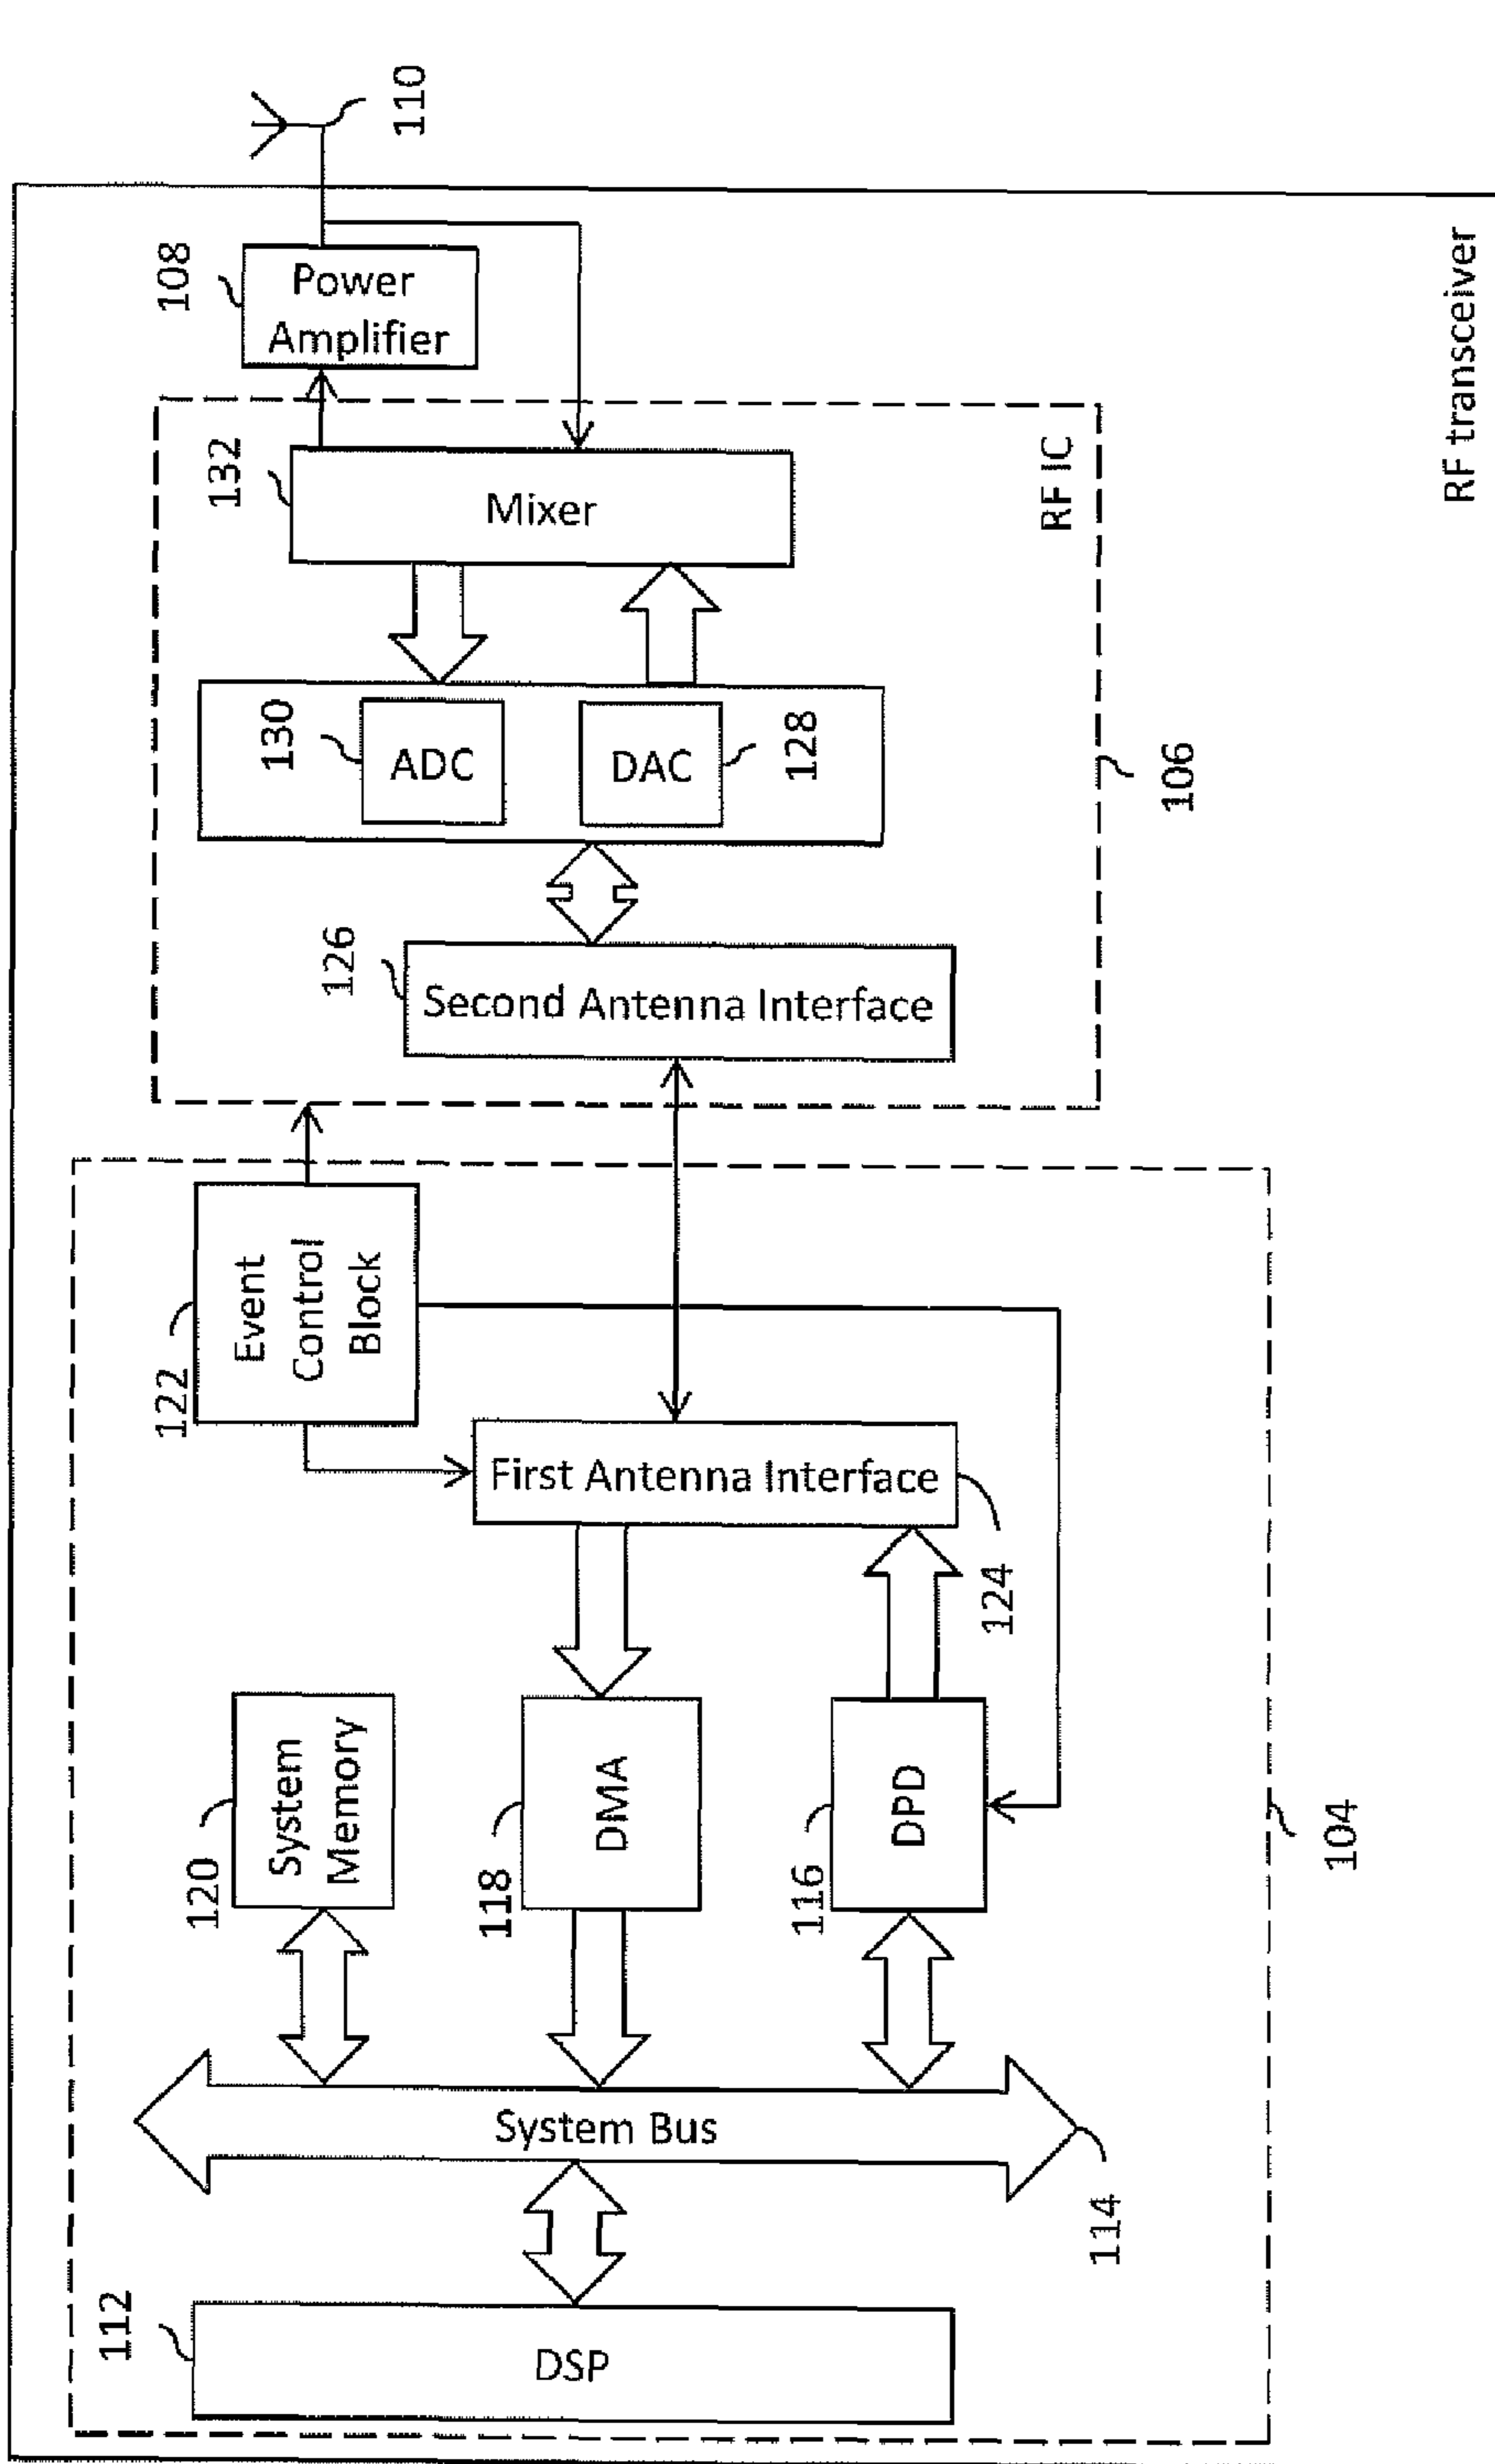 112
DSP
System Bus
114
120
System
Memory
118
DMA
116
DPD
122
Event
Control
Block
First Antenna Interface
124
104
126
Second Antenna Interface
130
ADC
DAC
128
132
Mixer
RF IC
106
108
Power
Amplifier
110
RF transceiver